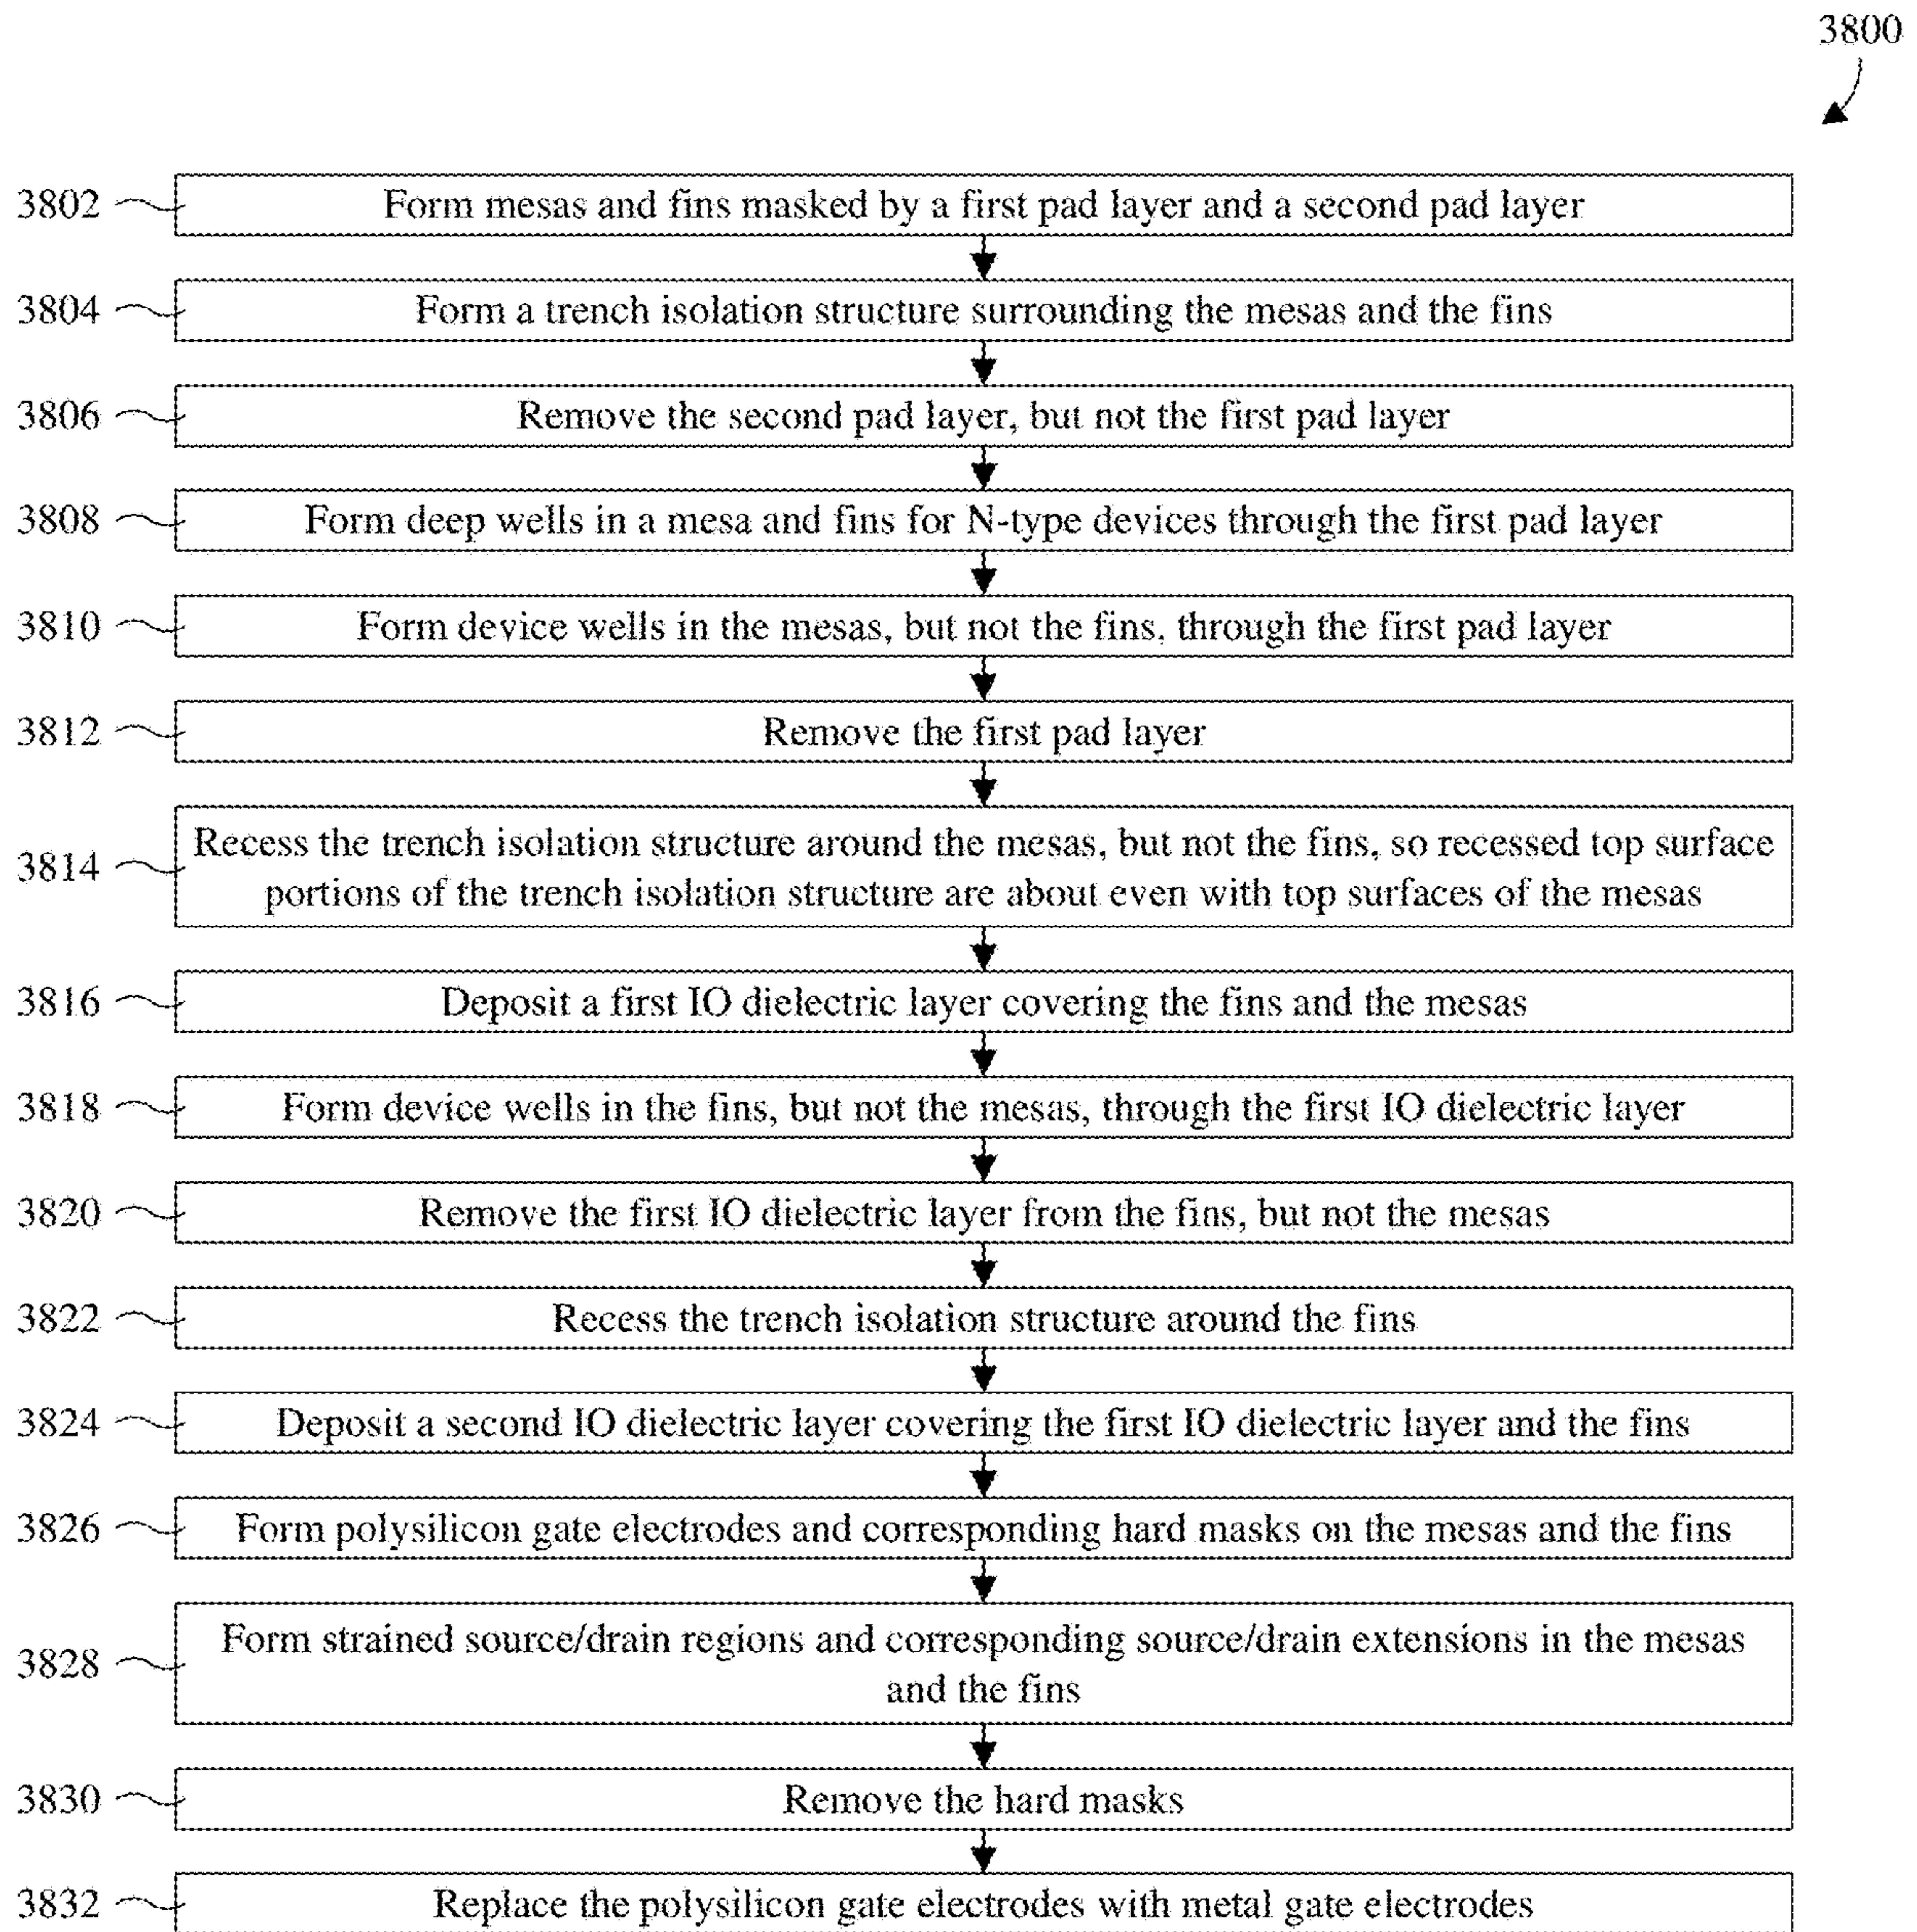 3800
3802 Form mesas and fins masked by a first pad layer and a second pad layer
3804 Form a trench isolation structure surrounding the mesas and the fins
3806 Remove the second pad layer, but not the first pad layer
3808 Form deep wells in a mesa and fins for N-type devices through the first pad layer
3810 Form device wells in the mesas, but not the fins, through the first pad layer
3812 Remove the first pad layer
3814 Recess the trench isolation structure around the mesas, but not the fins, so recessed top surface
portions of the trench isolation structure are about even with top surfaces of the mesas
3816 Deposit a first IO dielectric layer covering the fins and the mesas
3818 Form device wells in the fins, but not the mesas, through the first IO dielectric layer
3820 Remove the first IO dielectric layer from the fins, but not the mesas
3822 Recess the trench isolation structure around the fins
3824 Deposit a second IO dielectric layer covering the first IO dielectric layer and the fins
3826 Form polysilicon gate electrodes and corresponding hard masks on the mesas and the fins
3828 Form strained source/drain regions and corresponding source/drain extensions in the mesas
and the fins
3830 Remove the hard masks
3832 Replace the polysilicon gate electrodes with metal gate electrodes